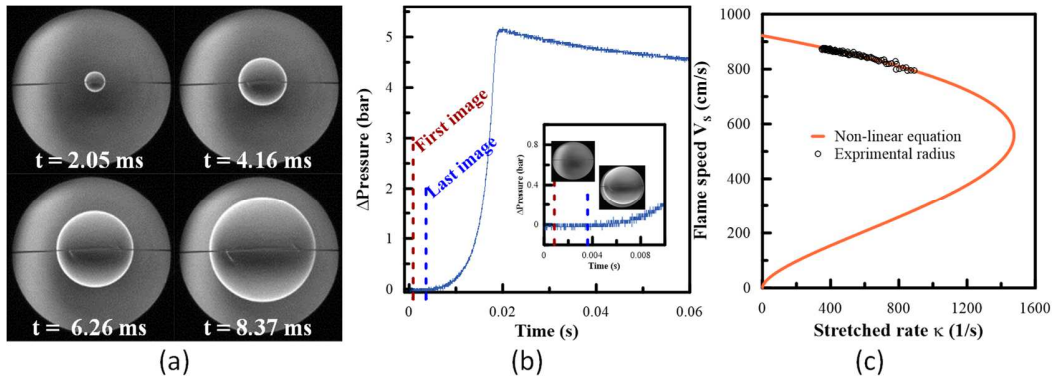 (a)
t = 2.05 ms
t = 4.16 ms
t = 6.26 ms
t = 8.37 ms
(b)
ΔPressure (bar)
5
4
3
2
1
0
First image
Last image
ΔPressure (bar)
0.8
0.4
0
0
0.004
0.008
Time (s)
0
0.02
0.04
0.06
Time (s)
(c)
Flame speed Vs (cm/s)
1000
800
600
400
200
0
Non-linear equation
Exprimental radius
0
400
800
1200
1600
Stretched rate κ (1/s)
(a)
(b)
(c)